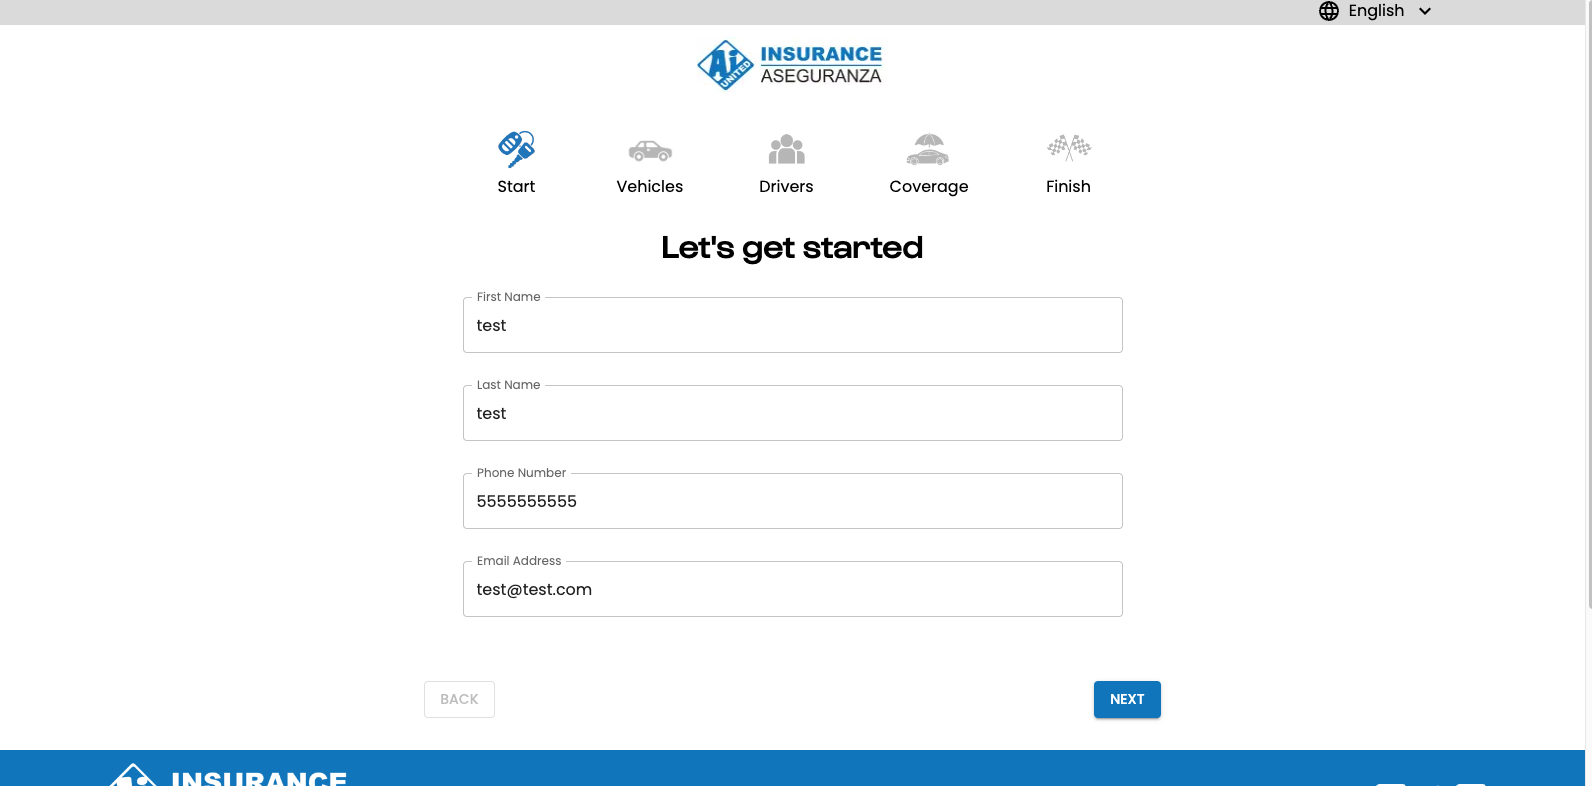 English
Ai UNITED INSURANCE
ASEGURANZA
Start Vehicles Drivers Coverage Finish
Let's get started
First Name
test
Last Name
test
Phone Number
5555555555
Email Address
test@test.com
BACK NEXT
Ai INSURANCE